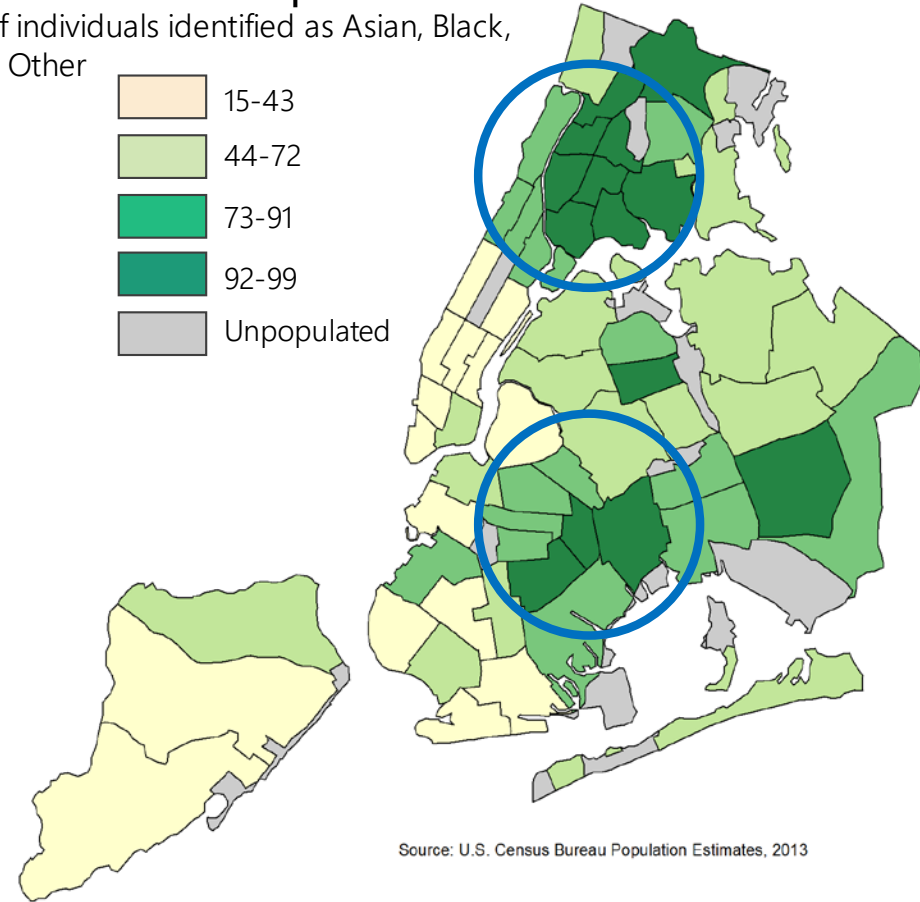 f individuals identified as Asian, Black,
Other
15-43
44-72
73-91
92-99
Unpopulated
Source: U.S. Census Bureau Population Estimates, 2013